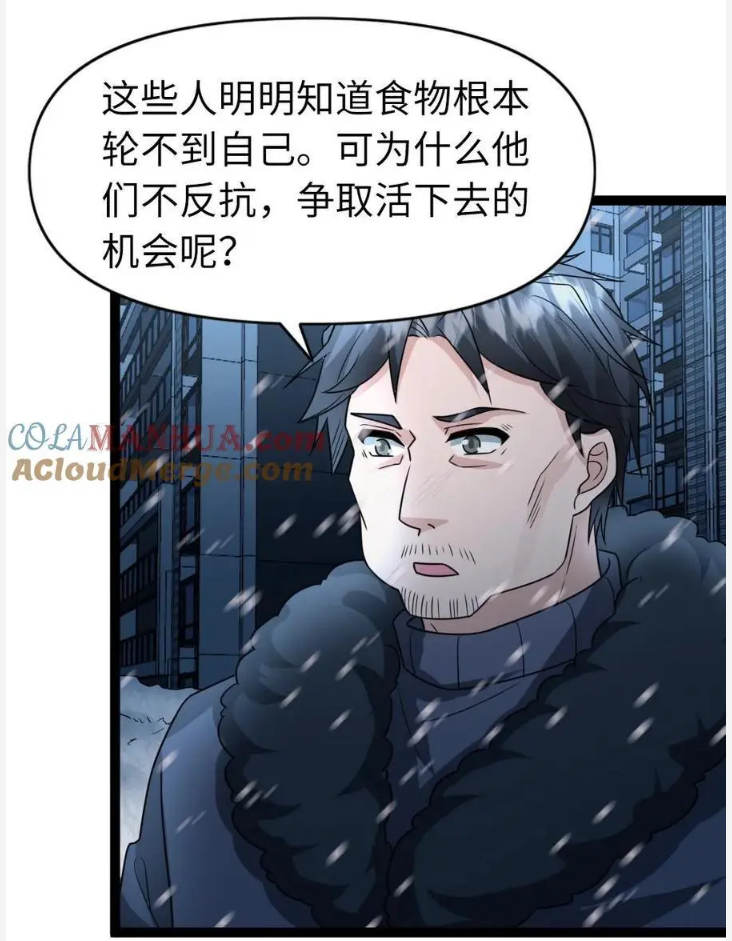 这些人明明知道食物根本
轮不到自己。可为什么他
们不反抗，争取活下去的
机会呢？
COLAMANHUA.com
ACloudMerge.com